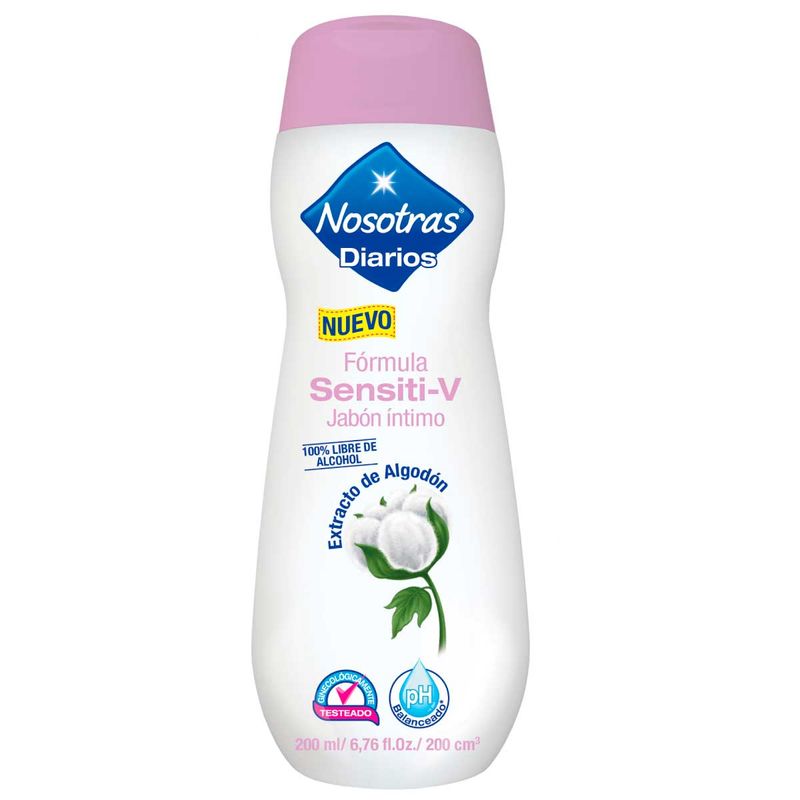 Nosotras®
Diarios
NUEVO
Fórmula
Sensiti-V
Jabón íntimo
100% LIBRE DE
ALCOHOL
Extracto de Algodón
GINECOLÓGICAMENTE
TESTEADO
pH
Balanceado*
200 ml/ 6,76 fl.Oz./ 200 cm³